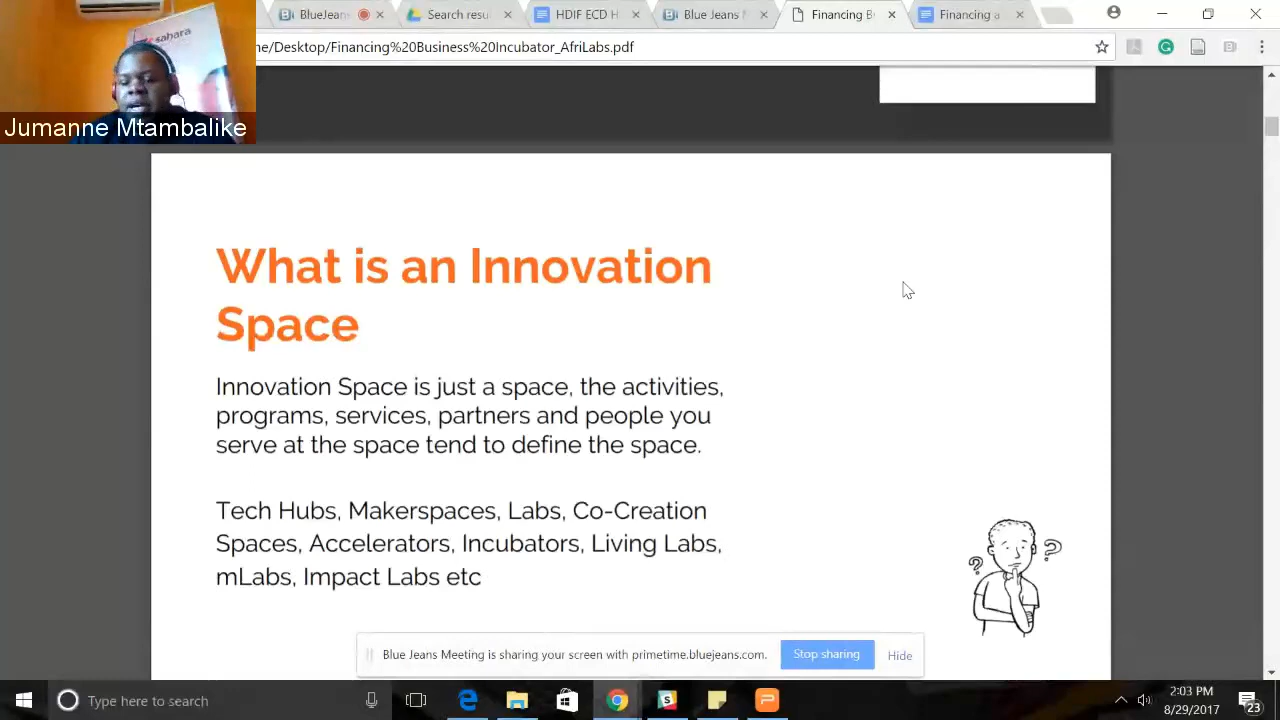 BlueJeans
Search resu
HDIF ECD H
Blue Jeans M
Financing B
Financing a
ne/Desktop/Financing%20Business%20Incubator_AfriLabs.pdf
sahara
Jumanne Mtambalike
What is an Innovation
Space
Innovation Space is just a space, the activities,
programs, services, partners and people you
serve at the space tend to define the space.
Tech Hubs, Makerspaces, Labs, Co-Creation
Spaces, Accelerators, Incubators, Living Labs,
mLabs, Impact Labs etc
? ?
Blue Jeans Meeting is sharing your screen with primetime.bluejeans.com. Stop sharing Hide
Type here to search
2:03 PM
8/29/2017
23